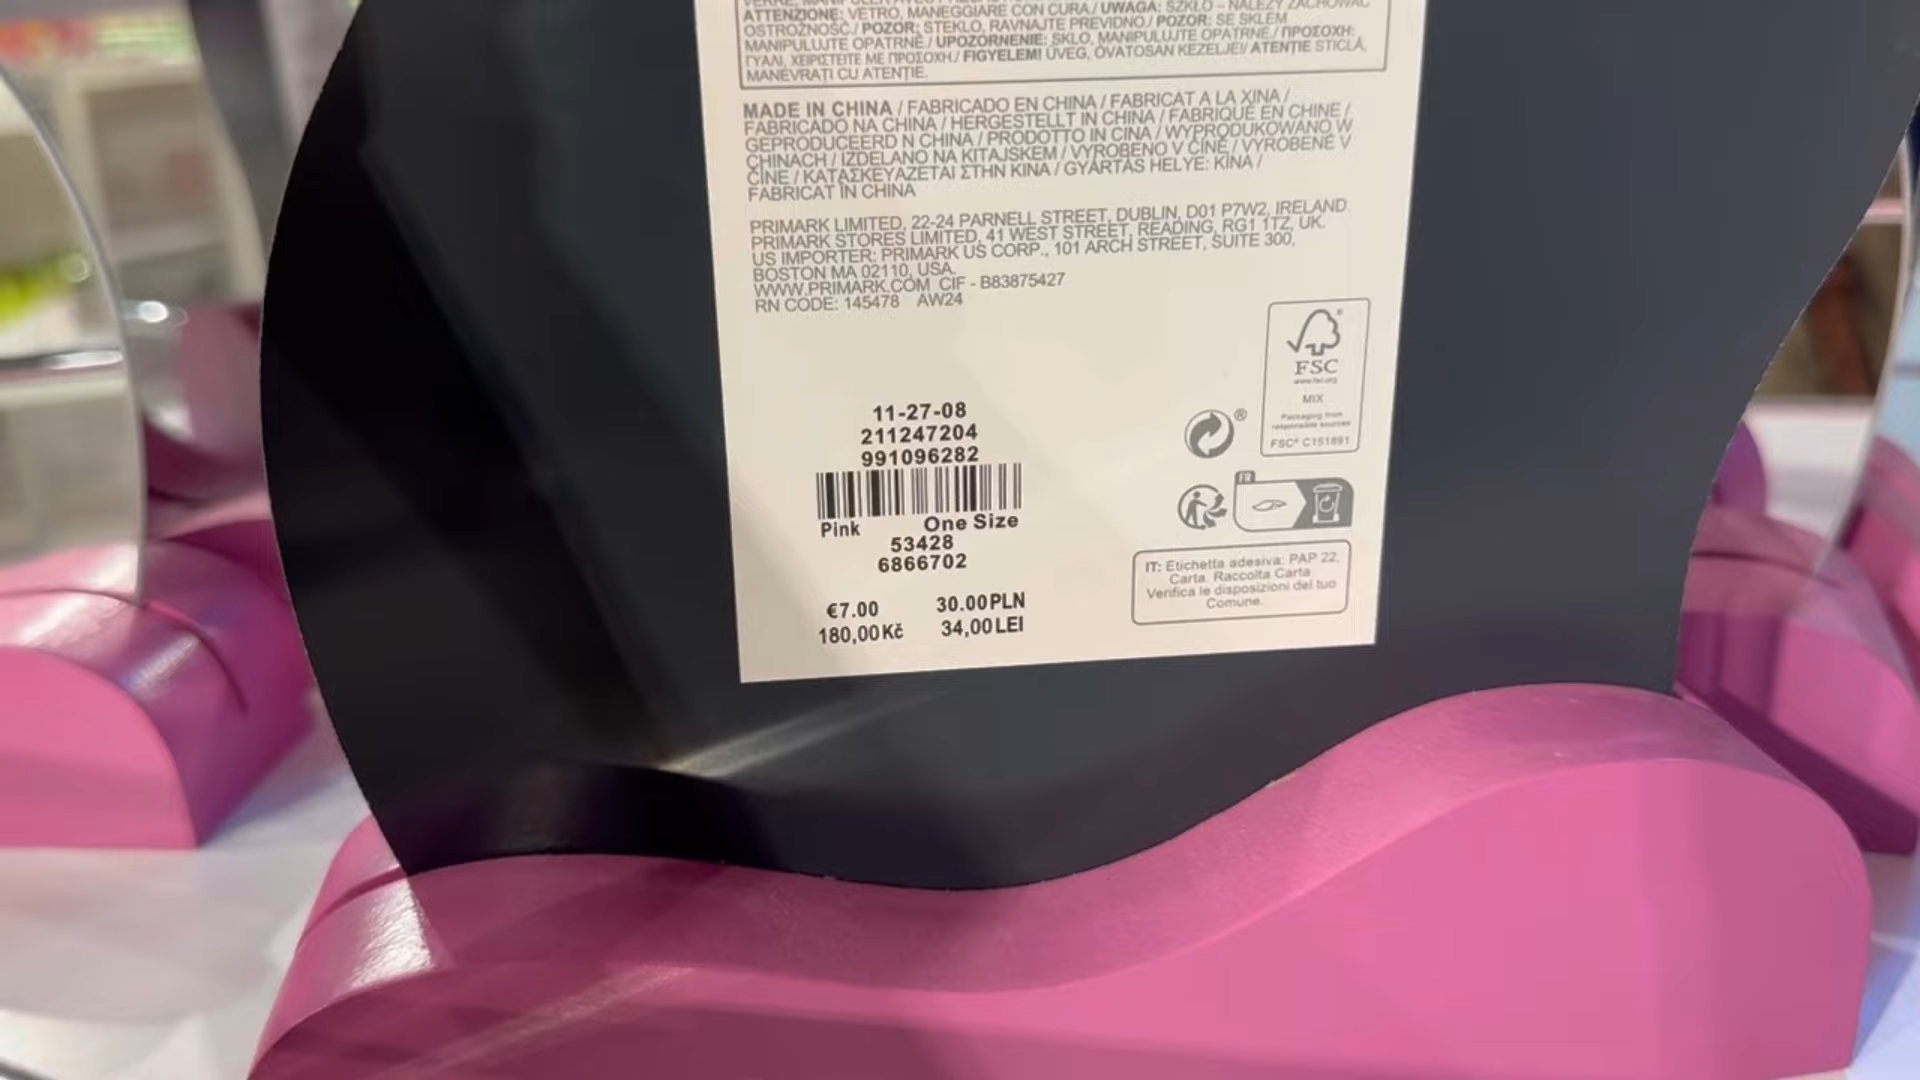 ATTENZIONE: VETRO, MANEGGIARE CON CURA./ UWAGA: SZKŁO – NALEŻY ZACHOWAĆ
OSTROŻNOŚĆ./ POZOR: STEKLO, RAVNAJTE PREVIDNO./ POZOR: SE SKLEM
MANIPULUJTE OPATRNĚ./ UPOZORNENIE: SKLO, MANIPULUJTE OPATRNE./ ΠΡΟΣΟΧΗ:
ΓΥΑΛΙ, ΧΕΙΡΙΣΤΕΙΤΕ ΜΕ ΠΡΟΣΟΧΗ./ FIGYELEM! ÜVEG, ÓVATOSAN KEZELJE!/ ATENȚIE STICLĂ,
MANEVRAȚI CU ATENȚIE.
MADE IN CHINA / FABRICADO EN CHINA / FABRICAT A LA XINA /
FABRICADO NA CHINA / HERGESTELLT IN CHINA / FABRIQUÉ EN CHINE /
GEPRODUCEERD N CHINA / PRODOTTO IN CINA / WYPRODUKOWANO W
CHINACH / IZDELANO NA KITAJSKEM / VYROBENO V ČÍNĚ / VYROBENÉ V
ČÍNE / ΚΑΤΑΣΚΕΥΑΖΕΤΑΙ ΣΤΗΝ ΚΙΝΑ / GYÁRTÁS HELYE: KÍNA /
FABRICAT ÎN CHINA
PRIMARK LIMITED, 22-24 PARNELL STREET, DUBLIN, D01 P7W2, IRELAND.
PRIMARK STORES LIMITED, 41 WEST STREET, READING, RG1 1TZ, UK.
US IMPORTER: PRIMARK US CORP., 101 ARCH STREET, SUITE 300,
BOSTON MA 02110, USA.
WWW.PRIMARK.COM CIF - B83875427
RN CODE: 145478 AW24
FSC
www.fsc.org
MIX
Packaging from
responsible sources
FSC® C151891
11-27-08
211247204
991096282
Pink One Size
53428
6866702
€7.00 30.00PLN
180,00Kč 34,00LEI
FR
IT: Etichetta adesiva: PAP 22,
Carta. Raccolta Carta.
Verifica le disposizioni del tuo
Comune.